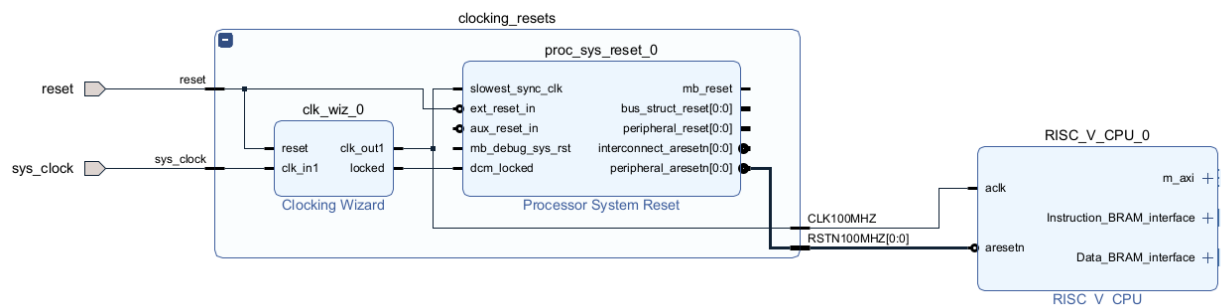 clocking_resets
proc_sys_reset_0
reset
reset
slowest_sync_clk
mb_reset
ext_reset_in
bus_struct_reset[0:0]
clk_wiz_0
aux_reset_in
peripheral_reset[0:0]
RISC_V_CPU_0
reset
clk_out1
mb_debug_sys_rst
interconnect_aresetn[0:0]
sys_clock
sys_clock
clk_in1
locked
dcm_locked
peripheral_aresetn[0:0]
m_axi
aclk
Clocking Wizard
Processor System Reset
CLK100MHZ
Instruction_BRAM_interface
RSTN100MHZ[0:0]
aresetn
Data_BRAM_interface
RISC_V_CPU